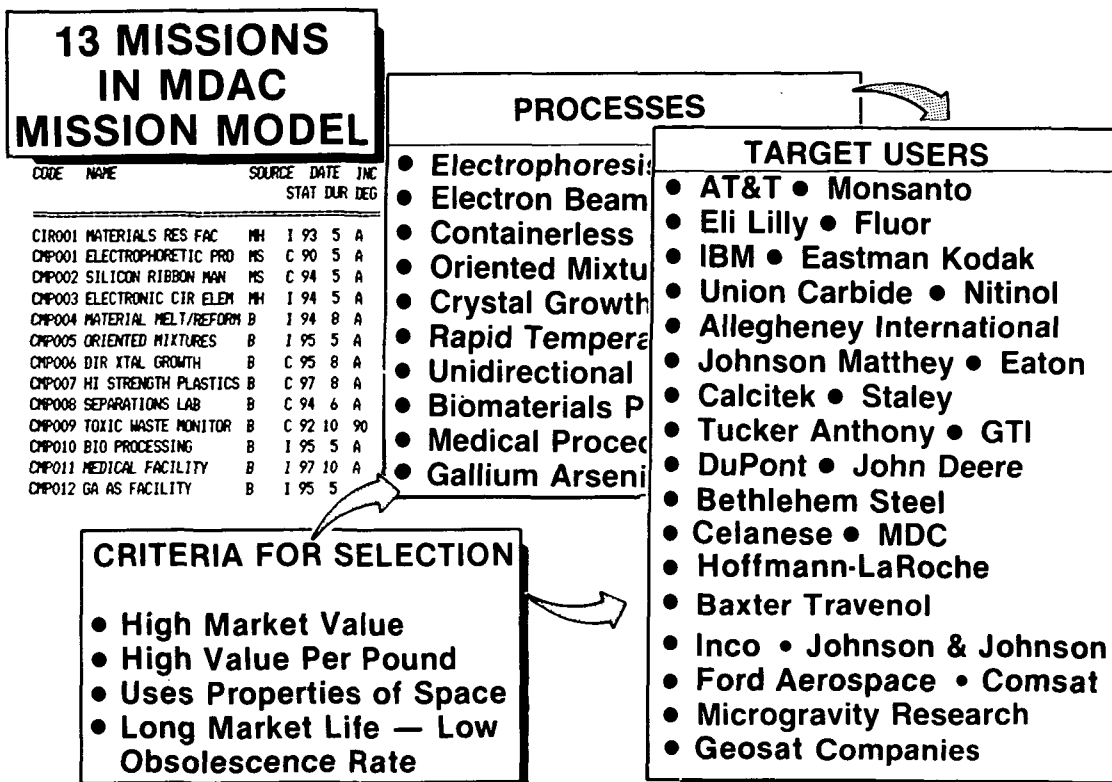 13 MISSIONS
IN MDAC
MISSION MODEL
CODE NAME SOURCE DATE INC
STAT DUR DEG
CIR001 MATERIALS RES FAC MH I 93 5 A
CMP001 ELECTROPHORETIC PRO MS C 90 5 A
CMP002 SILICON RIBBON MAN MS C 94 5 A
CMP003 ELECTRONIC CIR ELEM MH I 94 5 A
CMP004 MATERIAL MELT/REFORM B I 94 8 A
CMP005 ORIENTED MIXTURES B I 95 5 A
CMP006 DIR XTAL GROWTH B C 95 8 A
CMP007 HI STRENGTH PLASTICS B C 97 8 A
CMP008 SEPARATIONS LAB B C 94 6 A
CMP009 TOXIC WASTE MONITOR B C 92 10 90
CMP010 BIO PROCESSING B I 95 5 A
CMP011 MEDICAL FACILITY B I 97 10 A
CMP012 GA AS FACILITY B I 95 5
PROCESSES
• Electrophoresis
• Electron Beam
• Containerless
• Oriented Mixtu
• Crystal Growth
• Rapid Tempera
• Unidirectional
• Biomaterials P
• Medical Proced
• Gallium Arseni
TARGET USERS
• AT&T • Monsanto
• Eli Lilly • Fluor
• IBM • Eastman Kodak
• Union Carbide • Nitinol
• Allegheney International
• Johnson Matthey • Eaton
• Calcitek • Staley
• Tucker Anthony • GTI
• DuPont • John Deere
• Bethlehem Steel
• Celanese • MDC
• Hoffmann-LaRoche
• Baxter Travenol
• Inco • Johnson & Johnson
• Ford Aerospace • Comsat
• Microgravity Research
• Geosat Companies
CRITERIA FOR SELECTION
• High Market Value
• High Value Per Pound
• Uses Properties of Space
• Long Market Life — Low
Obsolescence Rate